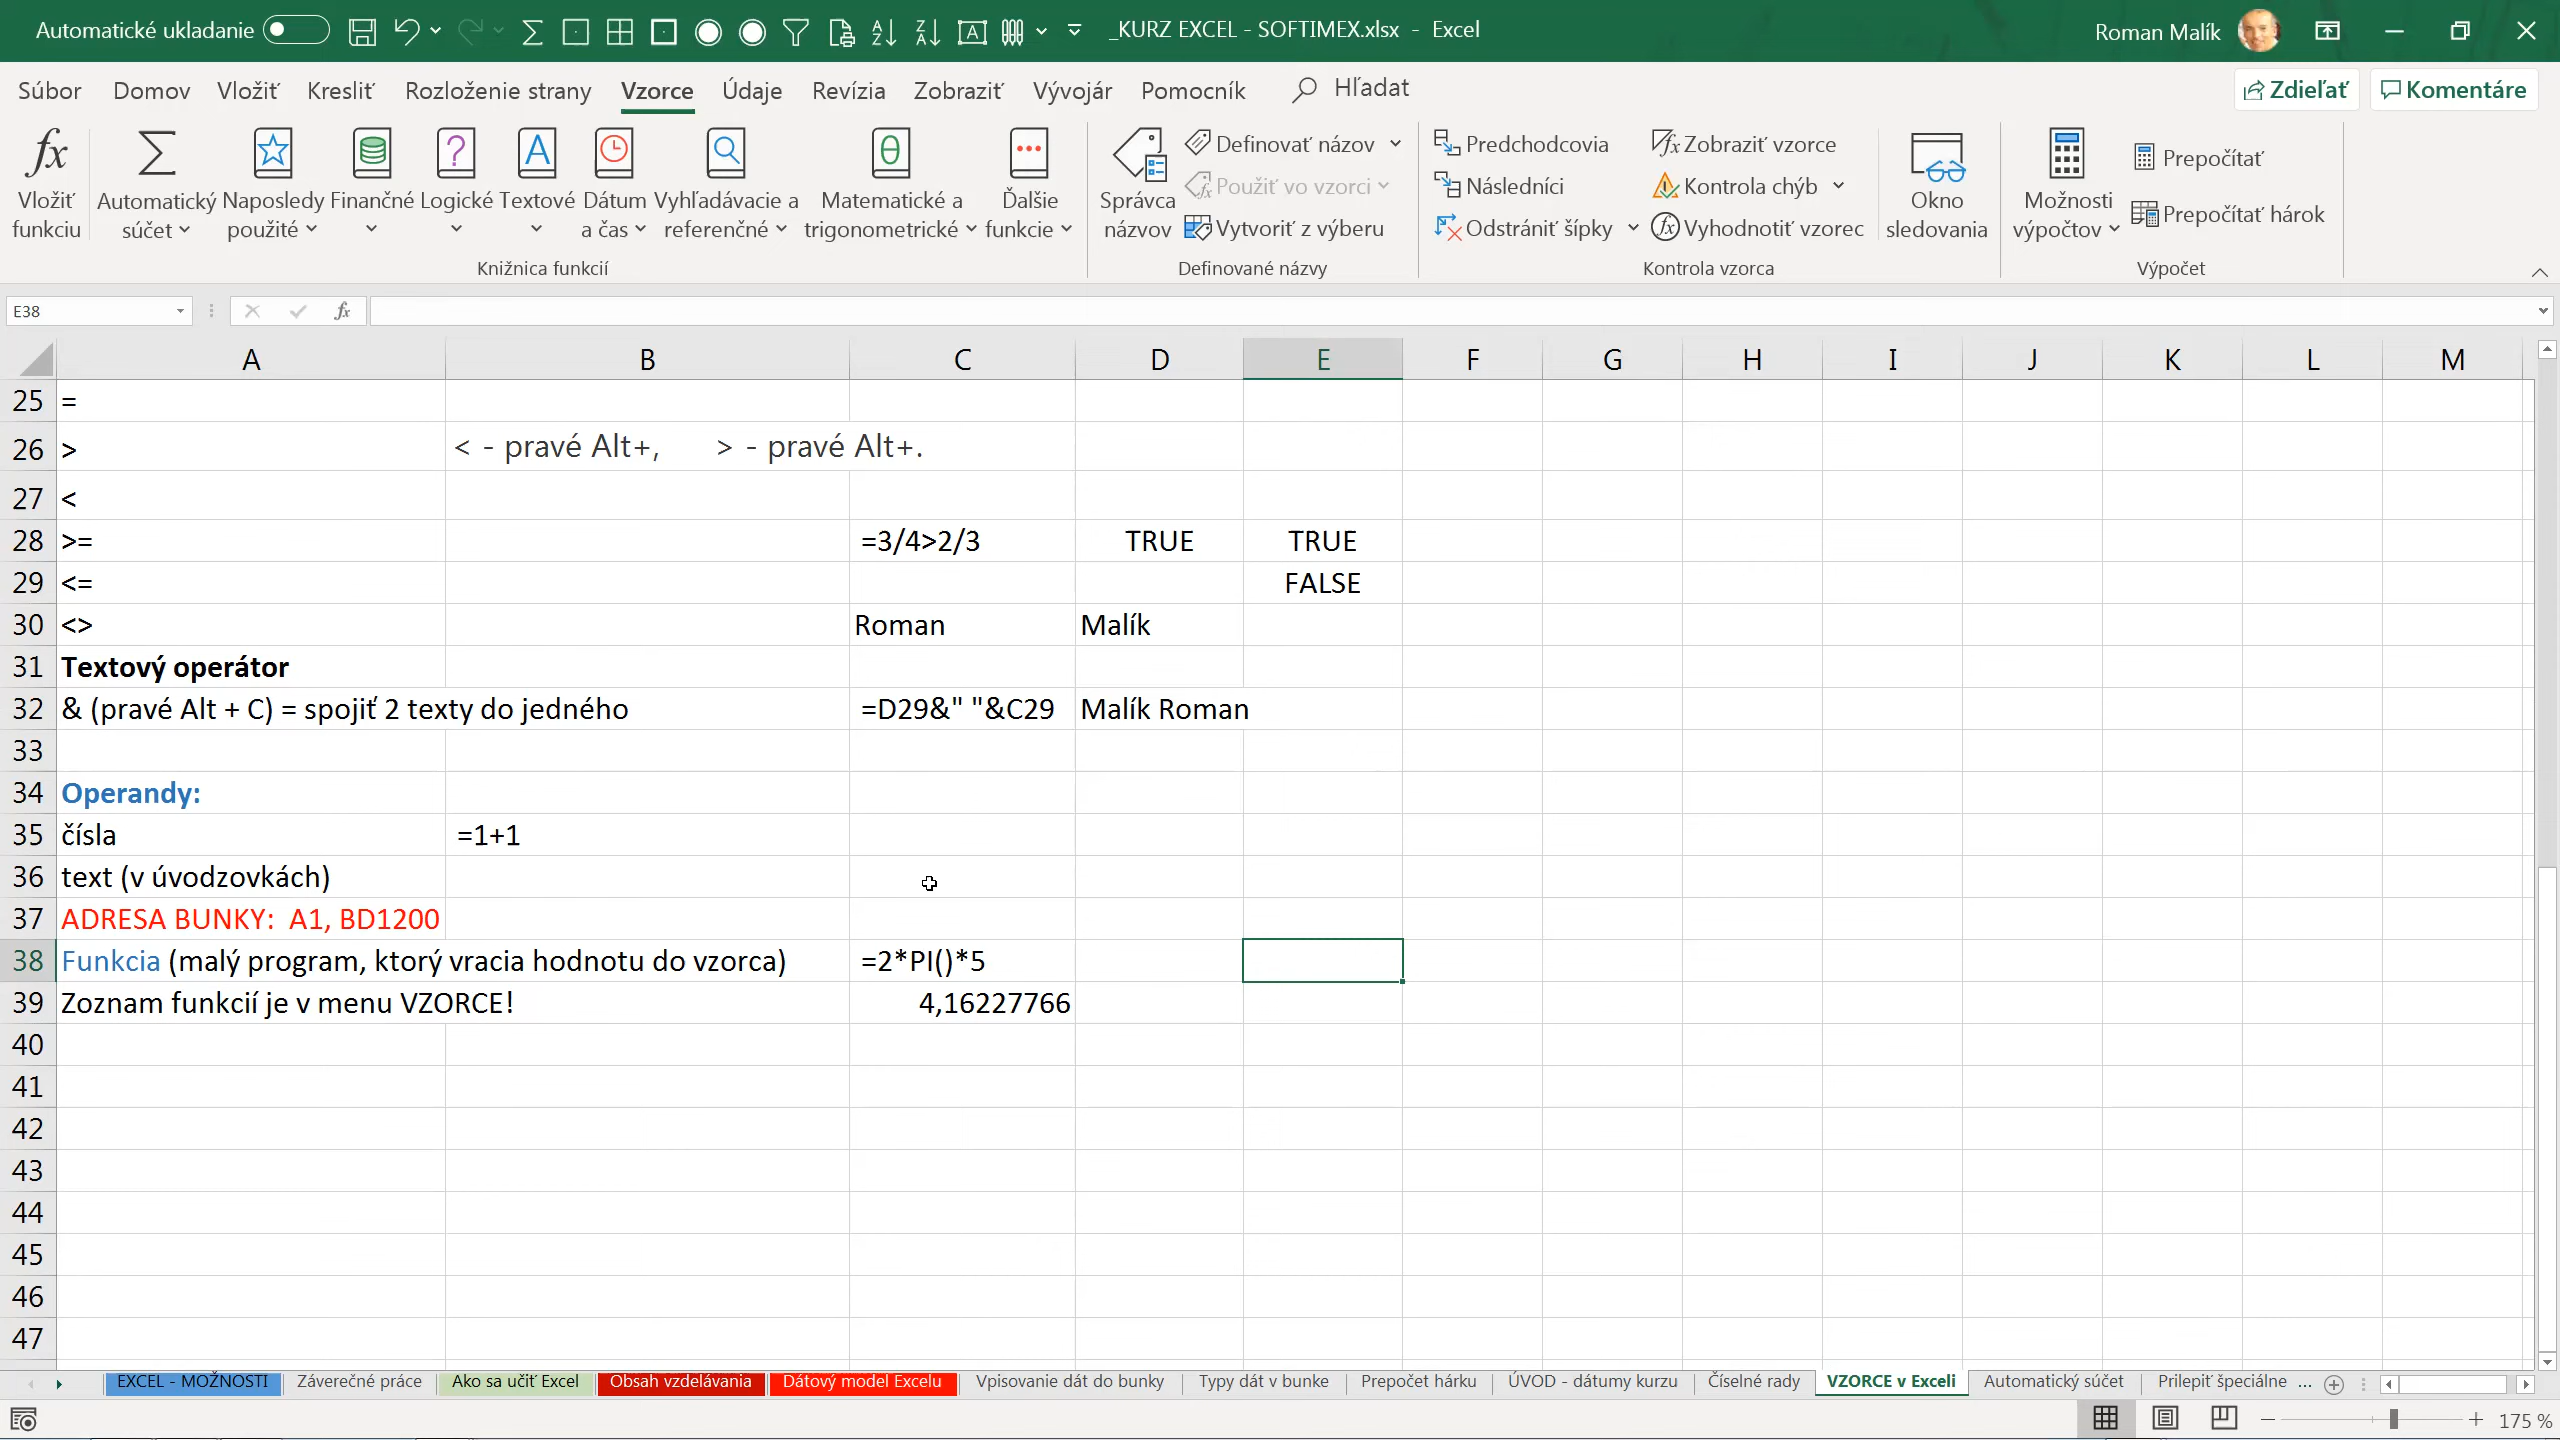 Automatické ukladanie
_KURZ EXCEL - SOFTIMEX.xlsx - Excel
Roman Malík
Súbor Domov Vložiť Kresliť Rozloženie strany Vzorce Údaje Revízia Zobraziť Vývojár Pomocník Hľadať Zdieľať Komentáre
Vložiť funkciu
Automatický súčet
Naposledy použité
Finančné
Logické
Textové
Dátum a čas
Vyhľadávacie a referenčné
Matematické a trigonometrické
Ďalšie funkcie
Knižnica funkcií
Správca názvov
Definovať názov
Použiť vo vzorci
Vytvoriť z výberu
Definované názvy
Predchodcovia
Následníci
Odstrániť šípky
Zobraziť vzorce
Kontrola chýb
Vyhodnotiť vzorec
Kontrola vzorca
Okno sledovania
Možnosti výpočtov
Prepočítať
Prepočítať hárok
Výpočet
E38
fx
A B C D E F G H I J K L M
25 =
26 > < - pravé Alt+, > - pravé Alt+.
27 <
28 >= =3/4>2/3 TRUE TRUE
29 <= FALSE
30 <> Roman Malík
31 Textový operátor
32 & (pravé Alt + C) = spojiť 2 texty do jedného =D29&" "&C29 Malík Roman
33
34 Operandy:
35 čísla =1+1
36 text (v úvodzovkách)
37 ADRESA BUNKY: A1, BD1200
38 Funkcia (malý program, ktorý vracia hodnotu do vzorca) =2*PI()*5
39 Zoznam funkcií je v menu VZORCE! 4,16227766
40
41
42
43
44
45
46
47
EXCEL - MOŽNOSTI Záverečné práce Ako sa učiť Excel Obsah vzdelávania Dátový model Excelu Vpisovanie dát do bunky Typy dát v bunke Prepočet hárku ÚVOD - dátumy kurzu Číselné rady VZORCE v Exceli Automatický súčet Prilepiť špeciálne ...
175 %